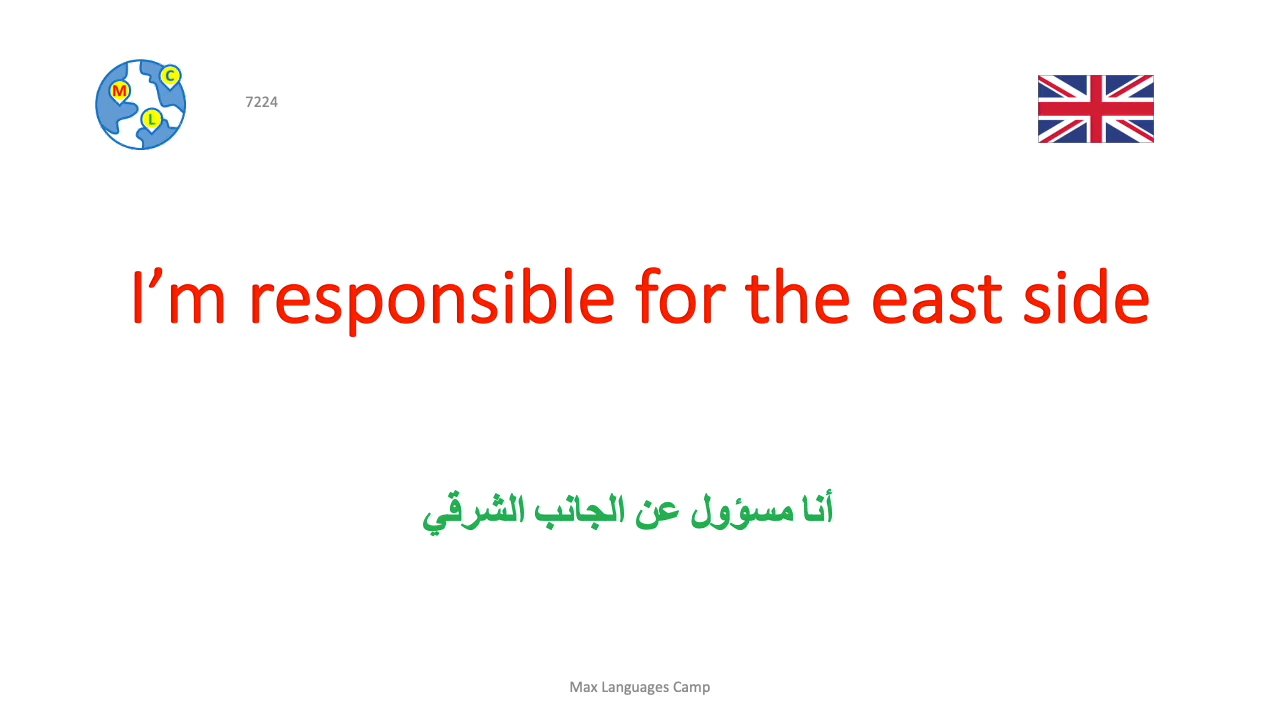 M
C
L
7224
I’m responsible for the east side
أنا مسؤول عن الجانب الشرقي
Max Languages Camp